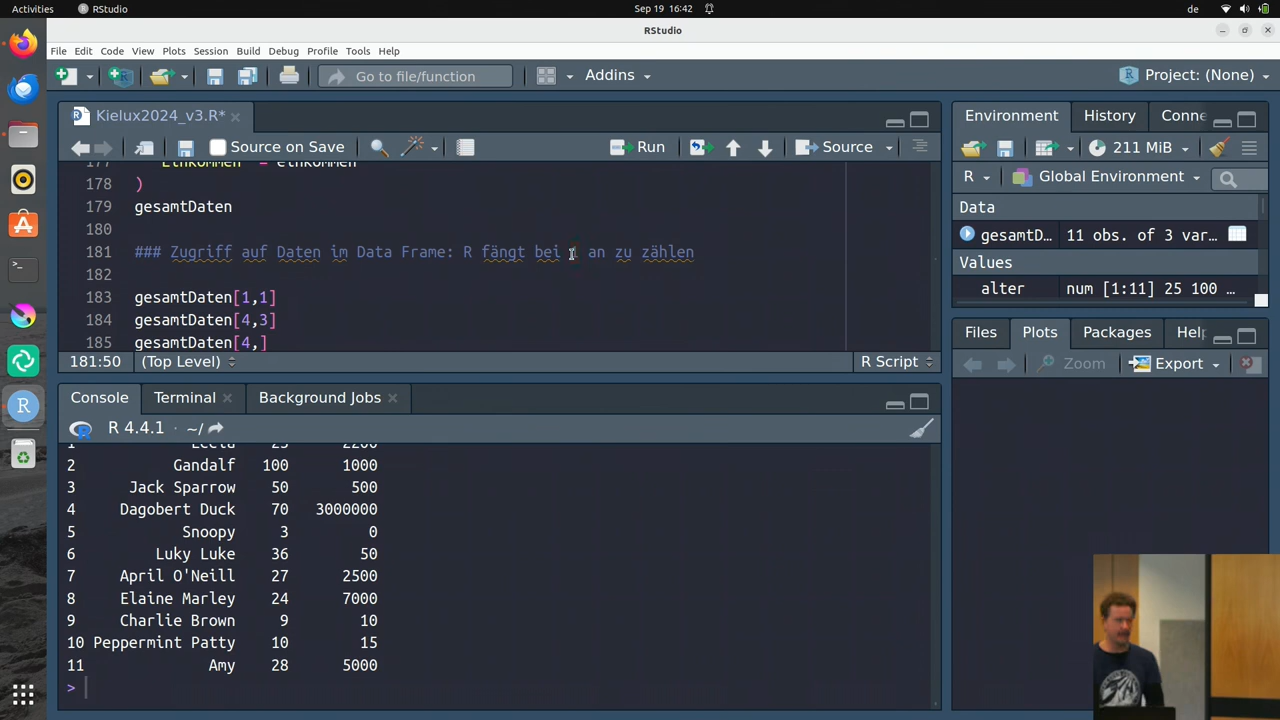 Activities
RStudio
Sep 19 16:42
de
RStudio
File Edit Code View Plots Session Build Debug Profile Tools Help
Go to file/function
Addins
Project: (None)
Kielux2024_v3.R*
Source on Save
Run
Source
178 )
179 gesamtDaten
180
181 ### Zugriff auf Daten im Data Frame: R fängt bei 1 an zu zählen
182
183 gesamtDaten[1,1]
184 gesamtDaten[4,3]
185 gesamtDaten[4,]
181:50 (Top Level) R Script
Console Terminal Background Jobs
R 4.4.1 · ~/
2 Gandalf 100 1000
3 Jack Sparrow 50 500
4 Dagobert Duck 70 3000000
5 Snoopy 3 0
6 Luky Luke 36 50
7 April O'Neill 27 2500
8 Elaine Marley 24 7000
9 Charlie Brown 9 10
10 Peppermint Patty 10 15
11 Amy 28 5000
>
Environment History Conne
211 MiB
R Global Environment
Data
gesamtD… 11 obs. of 3 var…
Values
alter num [1:11] 25 100 …
Files Plots Packages Help
Zoom Export